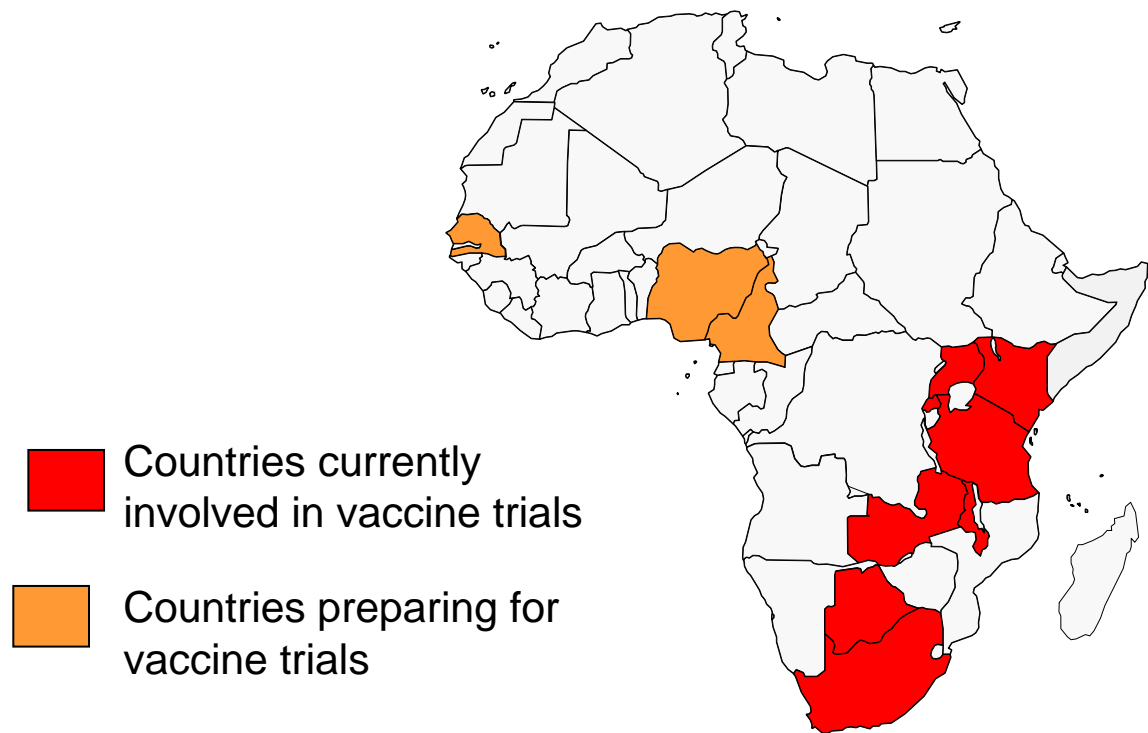 Countries currently
involved in vaccine trials
Countries preparing for
vaccine trials